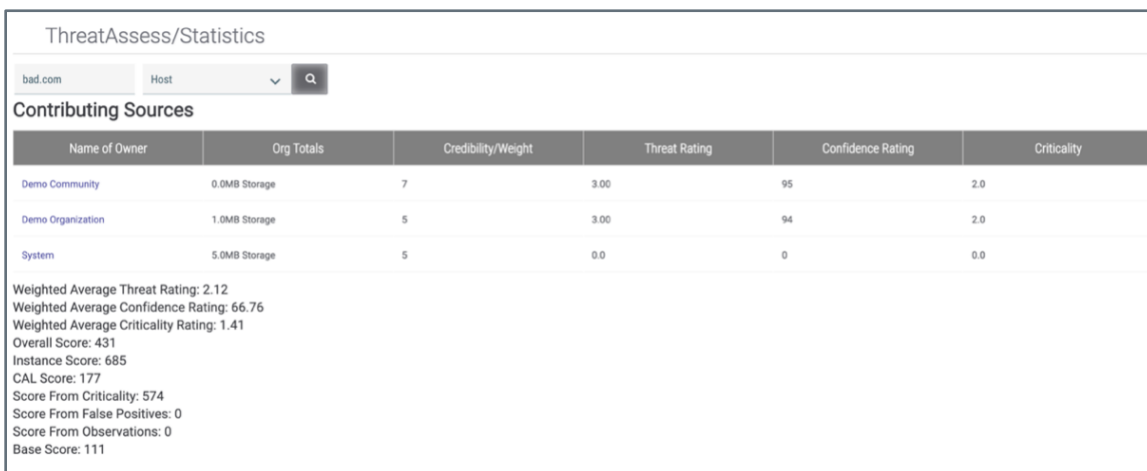 ThreatAssess/Statistics
bad.com Host
Contributing Sources
Name of Owner Org Totals Credibility/Weight Threat Rating Confidence Rating Criticality
Demo Community 0.0MB Storage 7 3.00 95 2.0
Demo Organization 1.0MB Storage 5 3.00 94 2.0
System 5.0MB Storage 5 0.0 0 0.0
Weighted Average Threat Rating: 2.12
Weighted Average Confidence Rating: 66.76
Weighted Average Criticality Rating: 1.41
Overall Score: 431
Instance Score: 685
CAL Score: 177
Score From Criticality: 574
Score From False Positives: 0
Score From Observations: 0
Base Score: 111